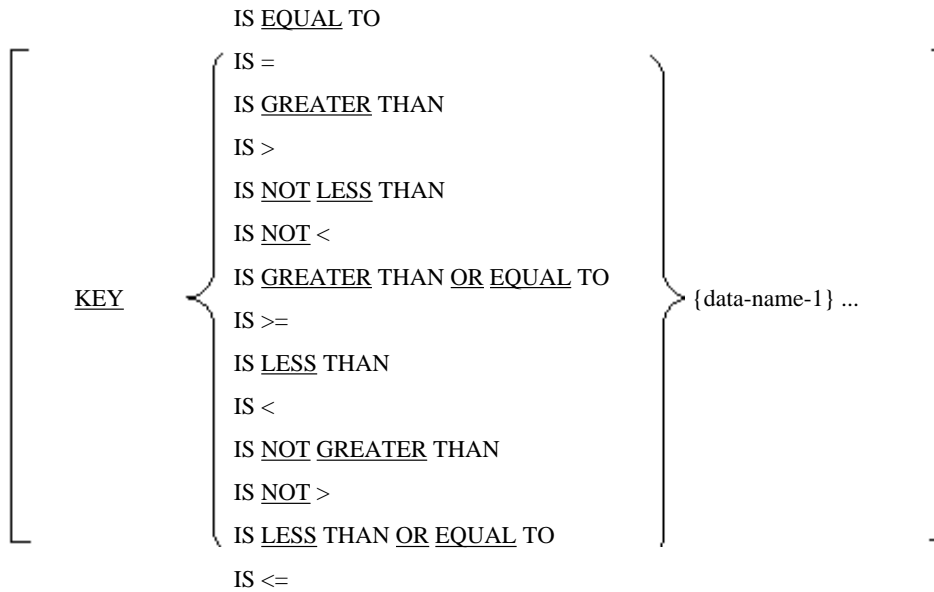 IS EQUAL TO
IS =
IS GREATER THAN
IS >
IS NOT LESS THAN
IS NOT <
IS GREATER THAN OR EQUAL TO
KEY {data-name-1} ...
IS >=
IS LESS THAN
IS <
IS NOT GREATER THAN
IS NOT >
IS LESS THAN OR EQUAL TO
IS <=